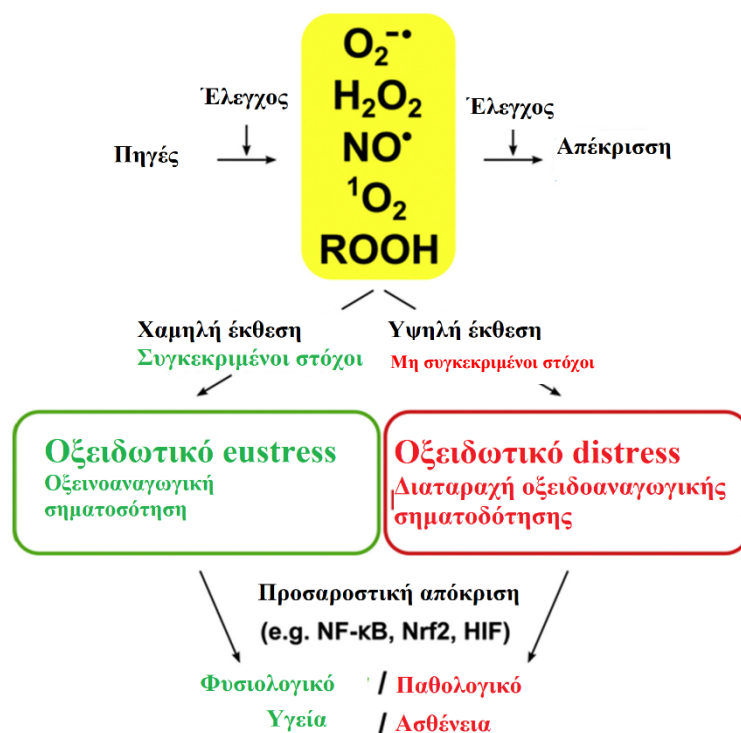 O₂⁻•
H₂O₂
NO•
¹O₂
ROOH
Έλεγχος
Έλεγχος
Πηγές
Απέκρισση
Χαμηλή έκθεση
Υψηλή έκθεση
Συγκεκριμένοι στόχοι
Μη συγκεκριμένοι στόχοι
Οξειδωτικό eustress
Οξεινοαναγωγική
σηματοσότηση
Οξειδωτικό distress
Διαταραχή οξειδοαναγωγικής
σηματοδότησης
Προσαροστική απόκριση
(e.g. NF-κB, Nrf2, HIF)
Φυσιολογικό / Παθολογικό
Υγεία / Ασθένεια